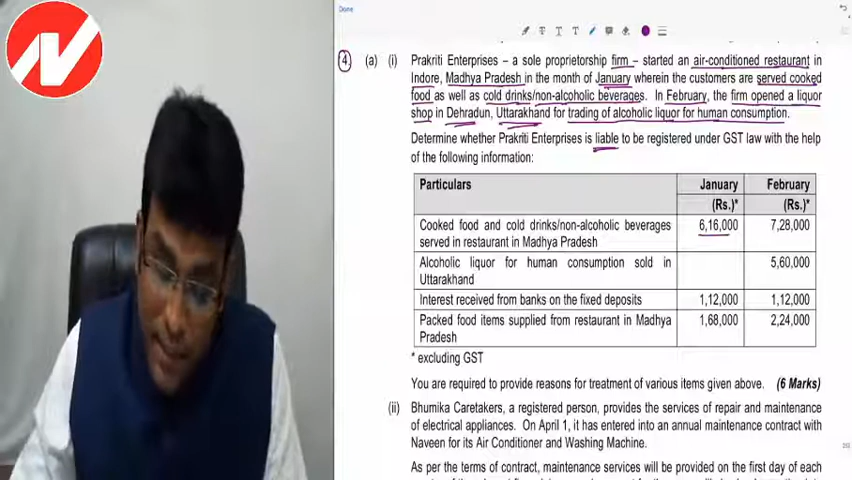 Done
4 (a) (i) Prakriti Enterprises – a sole proprietorship firm – started an air-conditioned restaurant in
Indore, Madhya Pradesh in the month of January wherein the customers are served cooked
food as well as cold drinks/non-alcoholic beverages. In February, the firm opened a liquor
shop in Dehradun, Uttarakhand for trading of alcoholic liquor for human consumption.
Determine whether Prakriti Enterprises is liable to be registered under GST law with the help
of the following information:
Particulars January February
(Rs.)* (Rs.)*
Cooked food and cold drinks/non-alcoholic beverages 6,16,000 7,28,000
served in restaurant in Madhya Pradesh
Alcoholic liquor for human consumption sold in 5,60,000
Uttarakhand
Interest received from banks on the fixed deposits 1,12,000 1,12,000
Packed food items supplied from restaurant in Madhya 1,68,000 2,24,000
Pradesh
* excluding GST
You are required to provide reasons for treatment of various items given above. (6 Marks)
(ii) Bhumika Caretakers, a registered person, provides the services of repair and maintenance
of electrical appliances. On April 1, it has entered into an annual maintenance contract with
Naveen for its Air Conditioner and Washing Machine.
As per the terms of contract, maintenance services will be provided on the first day of each